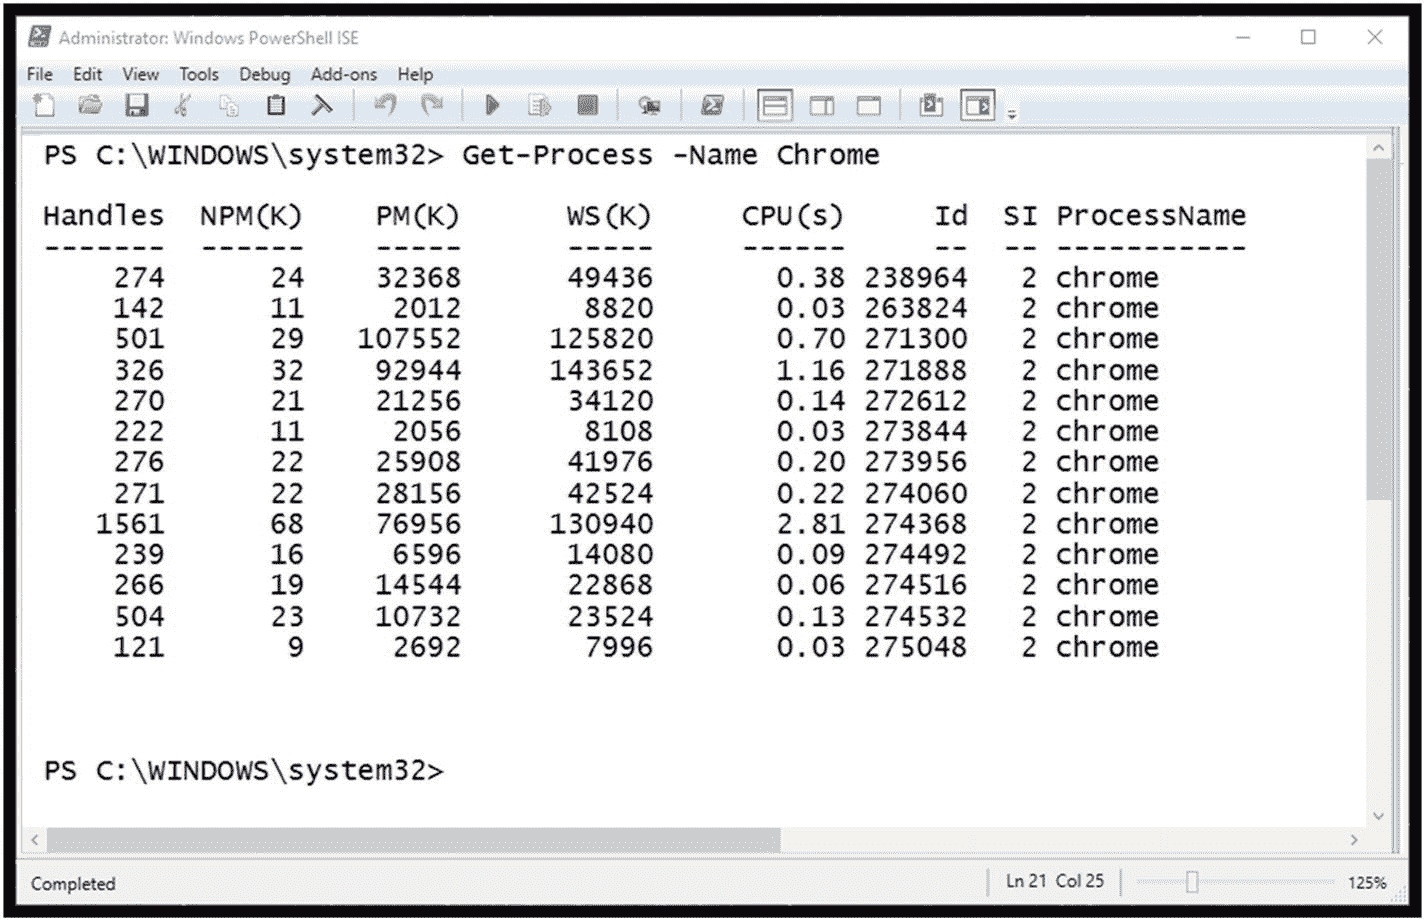 Administrator: Windows PowerShell ISE
File Edit View Tools Debug Add-ons Help
PS C:\WINDOWS\system32> Get-Process -Name Chrome
Handles NPM(K) PM(K) WS(K) CPU(s) Id SI ProcessName
------- ------ ----- ----- ------ -- -- -----------
274 24 32368 49436 0.38 238964 2 chrome
142 11 2012 8820 0.03 263824 2 chrome
501 29 107552 125820 0.70 271300 2 chrome
326 32 92944 143652 1.16 271888 2 chrome
270 21 21256 34120 0.14 272612 2 chrome
222 11 2056 8108 0.03 273844 2 chrome
276 22 25908 41976 0.20 273956 2 chrome
271 22 28156 42524 0.22 274060 2 chrome
1561 68 76956 130940 2.81 274368 2 chrome
239 16 6596 14080 0.09 274492 2 chrome
266 19 14544 22868 0.06 274516 2 chrome
504 23 10732 23524 0.13 274532 2 chrome
121 9 2692 7996 0.03 275048 2 chrome
PS C:\WINDOWS\system32>
Completed Ln 21 Col 25 125%